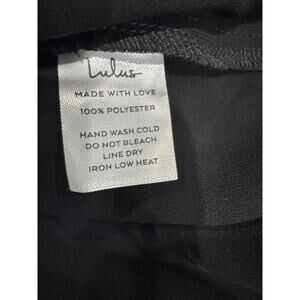 Lulus
MADE WITH LOVE
100% POLYESTER
HAND WASH COLD
DO NOT BLEACH
LINE DRY
IRON LOW HEAT